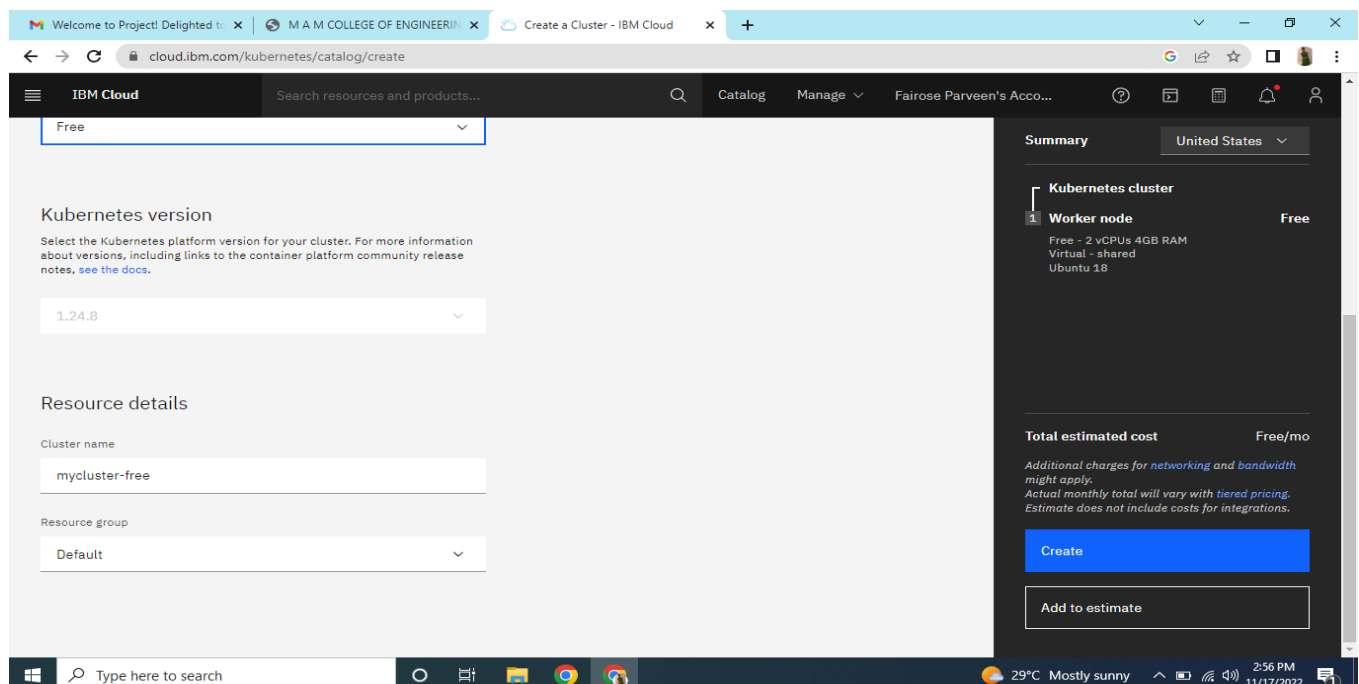 Welcome to Project! Delighted to
M A M COLLEGE OF ENGINEERIN
Create a Cluster - IBM Cloud
cloud.ibm.com/kubernetes/catalog/create
IBM Cloud
Search resources and products...
Catalog
Manage
Fairose Parveen's Acco...
Free
Kubernetes version
Select the Kubernetes platform version for your cluster. For more information
about versions, including links to the container platform community release
notes, see the docs.
1.24.8
Resource details
Cluster name
mycluster-free
Resource group
Default
Summary
United States
Kubernetes cluster
1 Worker node Free
Free - 2 vCPUs 4GB RAM
Virtual - shared
Ubuntu 18
Total estimated cost Free/mo
Additional charges for networking and bandwidth
might apply.
Actual monthly total will vary with tiered pricing.
Estimate does not include costs for integrations.
Create
Add to estimate
Type here to search
29°C Mostly sunny
2:56 PM
11/17/2022